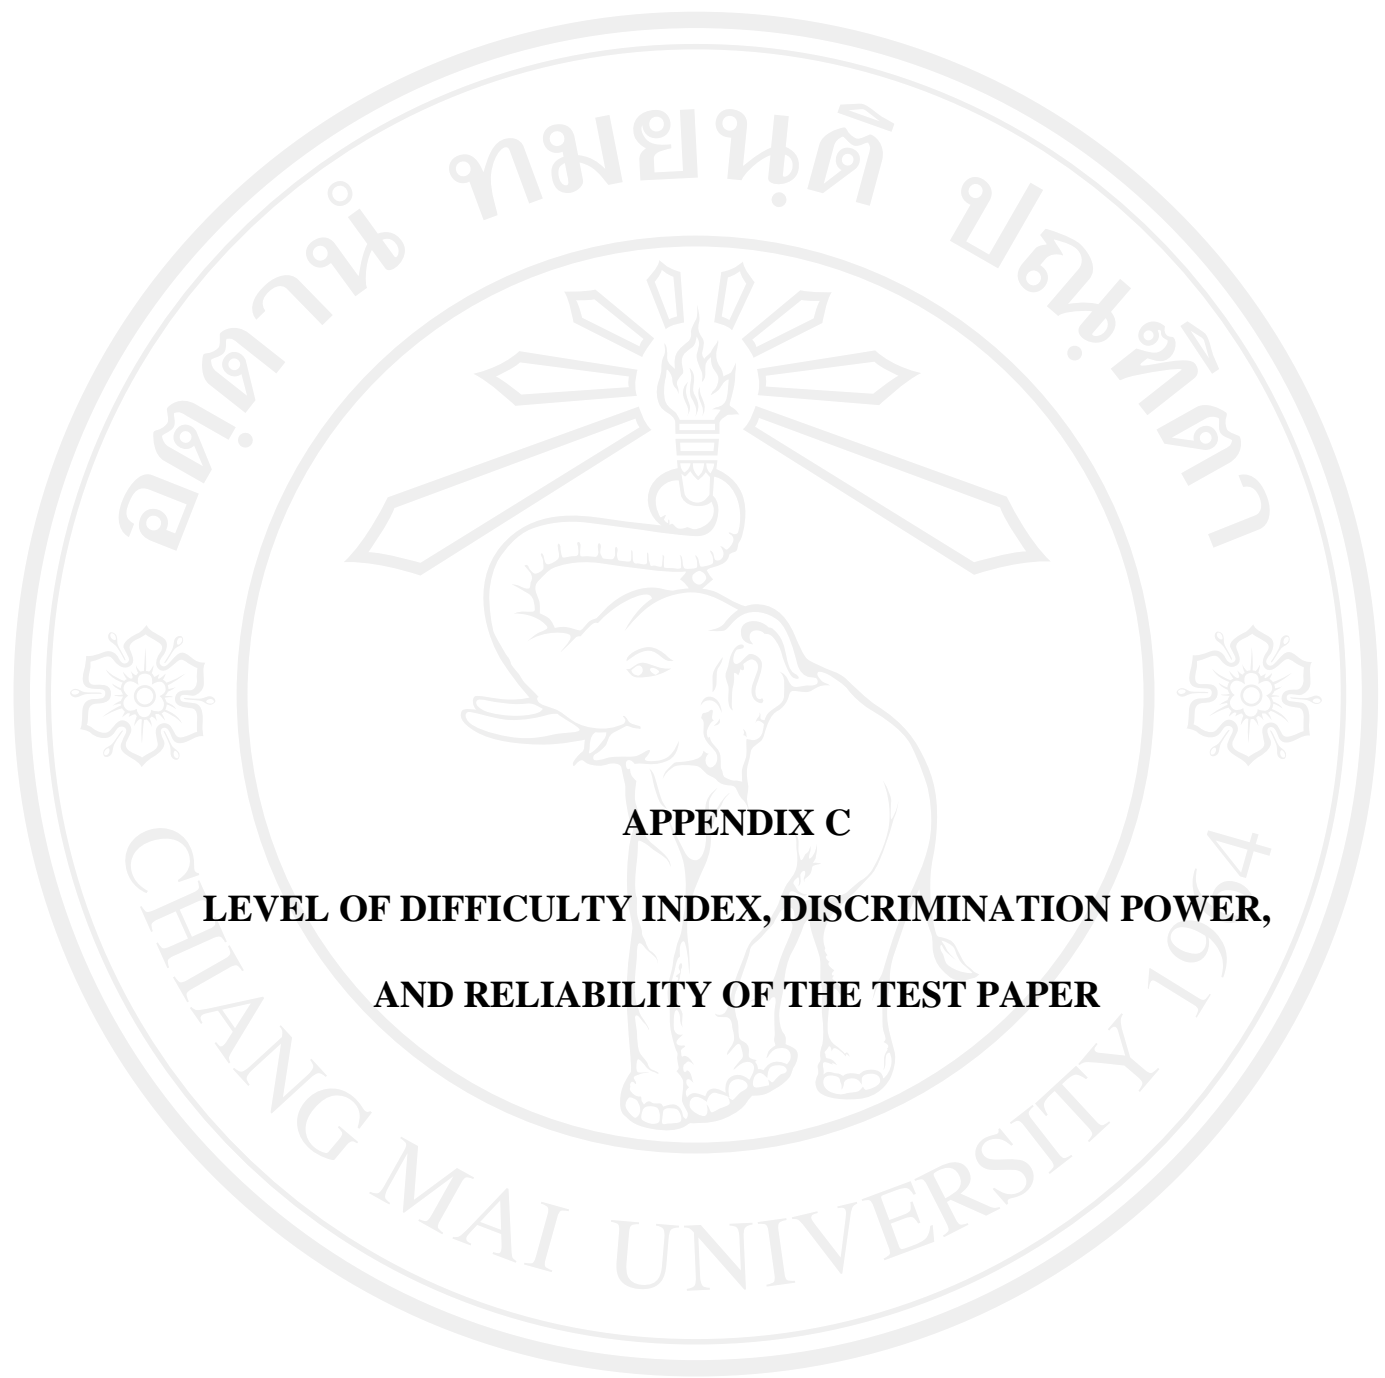 อตฺตานํ ทมยนฺติ ปณฺฑิตา
APPENDIX C
LEVEL OF DIFFICULTY INDEX, DISCRIMINATION POWER,
AND RELIABILITY OF THE TEST PAPER
CHIANG MAI UNIVERSITY 1964